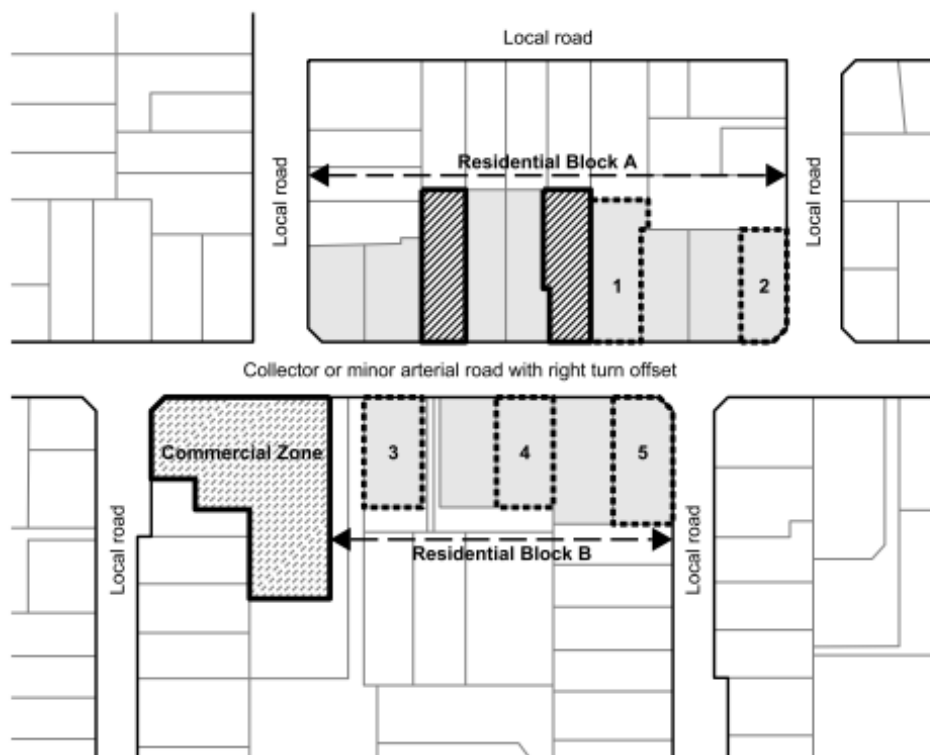 Local road
Residential Block A
Local road
Local road
1
2
Collector or minor arterial road with right turn offset
Commercial Zone
3
4
5
Local road
Residential Block B
Local road